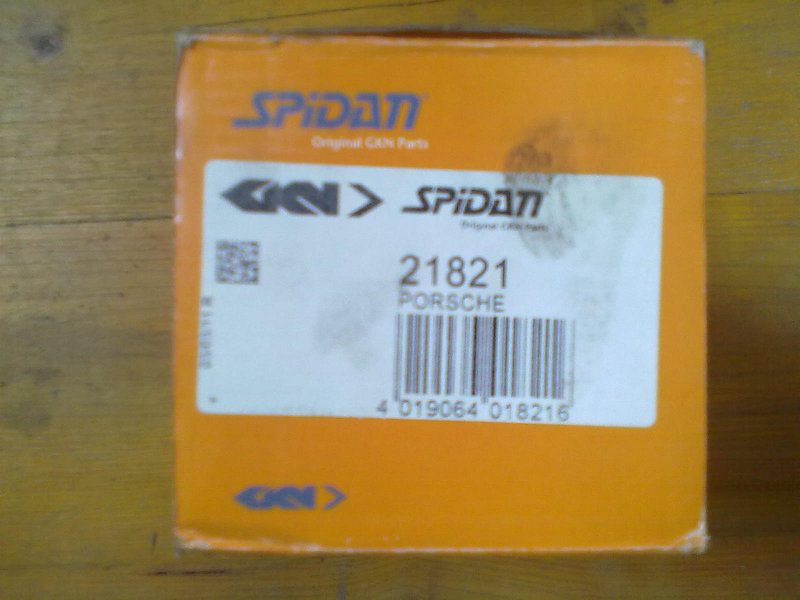 SPiDAN
Original GKN Parts
GKN SPiDAN
Original GKN Parts
21821
PORSCHE
4 019064 018216
GKN